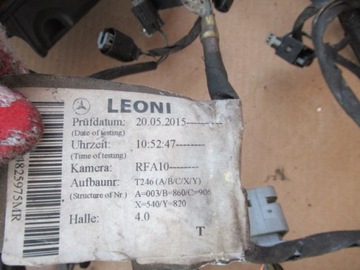 LEONI
Prüfdatum: 20.05.2015---------
(Date of testing)
Uhrzeit: 10:52:47--------
(Time of testing)
Kamera: RFA10--------
Aufbaunr: T246 (A/B/C/X/Y)
(Structure of Nr) A=003/B=860/C=906
X=540/Y=820
Halle: 4.0
T